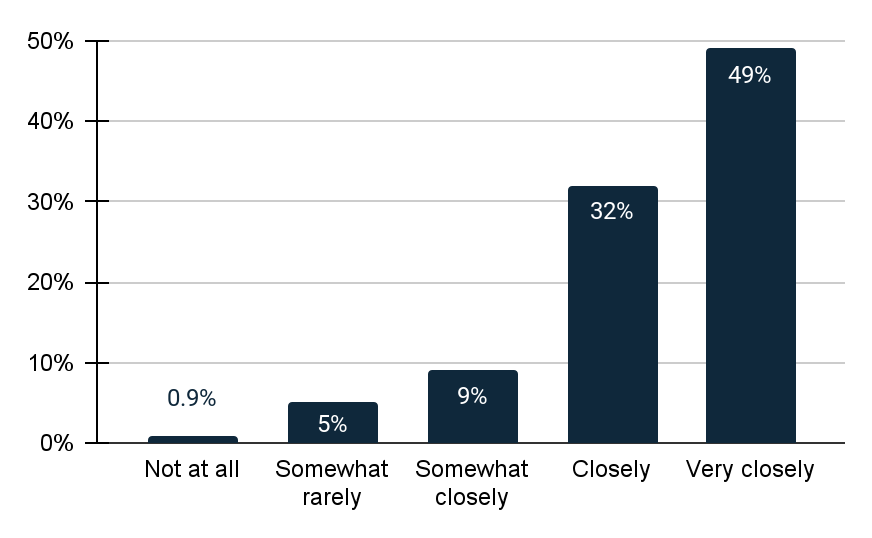 50%
40%
30%
20%
10%
0%
0.9%
5%
9%
32%
49%
Not at all
Somewhat
rarely
Somewhat
closely
Closely
Very closely